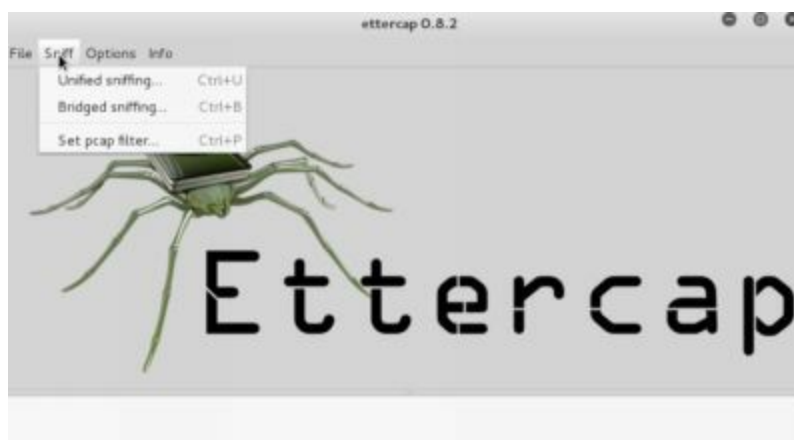 ettercap 0.8.2
File Sniff Options Info
Unified sniffing... Ctrl+U
Bridged sniffing... Ctrl+B
Set pcap filter... Ctrl+P
Ettercap